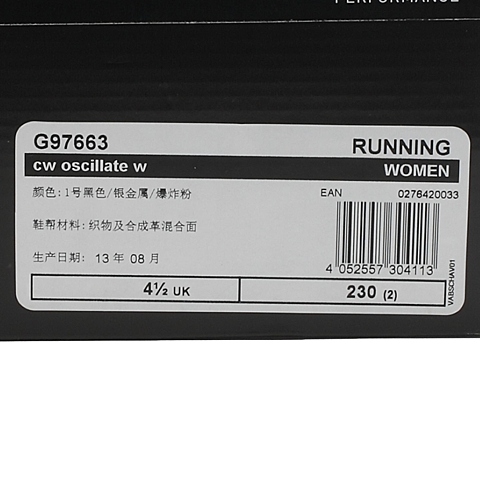 PERFORMANCE
G97663 RUNNING
cw oscillate w WOMEN
颜色: 1号黑色/银金属/爆炸粉 EAN 0276420033
鞋帮材料: 织物及合成革混合面
生产日期: 13 年 08 月
4 052557 304113
VABSCHAV01
4½ UK 230 (2)